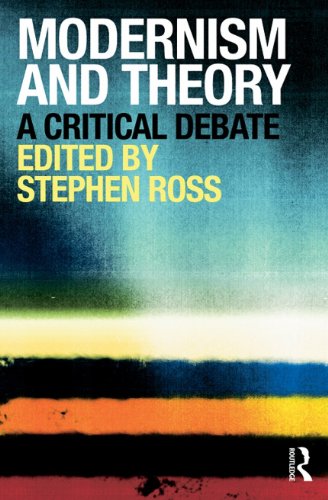 MODERNISM
AND THEORY
A CRITICAL DEBATE
EDITED BY
STEPHEN ROSS
ROUTLEDGE